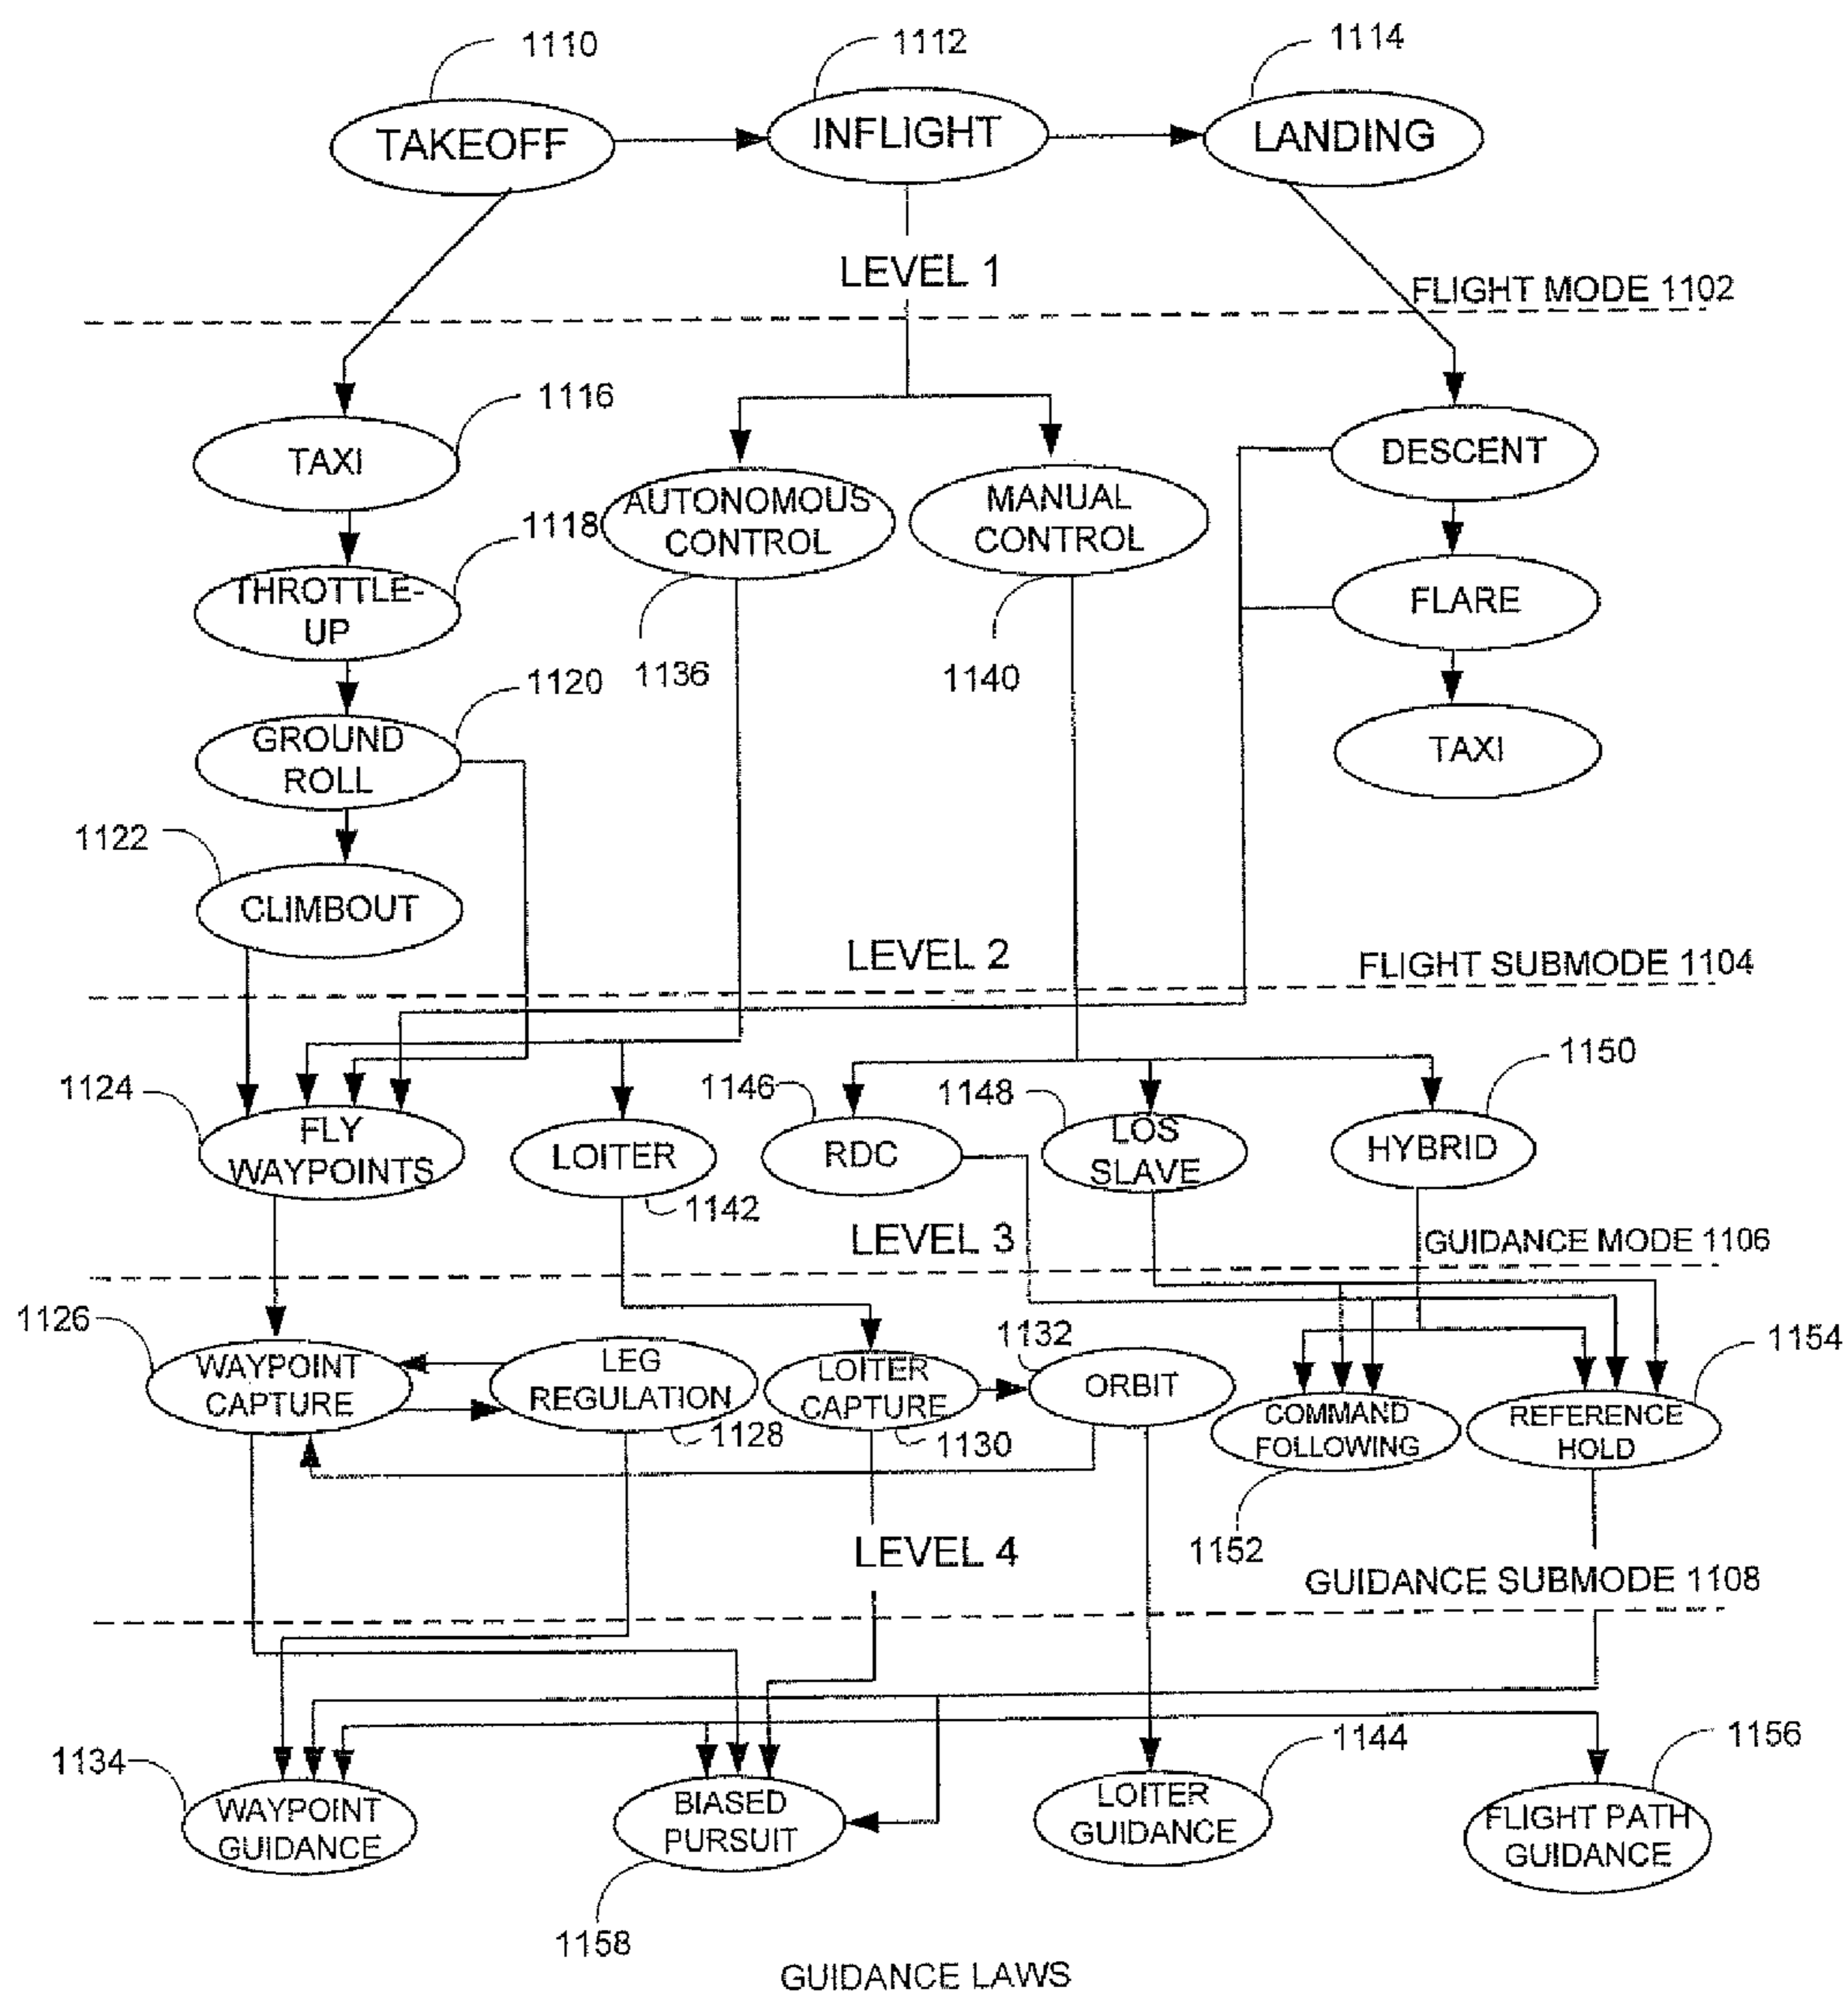 1110
1112
1114
TAKEOFF
INFLIGHT
LANDING
LEVEL 1
FLIGHT MODE 1102
1116
TAXI
AUTONOMOUS
CONTROL
MANUAL
CONTROL
DESCENT
1118
THROTTLE-
UP
FLARE
1136
1140
1120
GROUND
ROLL
TAXI
1122
CLIMBOUT
LEVEL 2
FLIGHT SUBMODE 1104
1124
1146
1148
1150
FLY
WAYPOINTS
LOITER
RDC
LOS
SLAVE
HYBRID
1142
LEVEL 3
GUIDANCE MODE 1106
1126
1132
1154
WAYPOINT
CAPTURE
LEG
REGULATION
LOITER
CAPTURE
ORBIT
COMMAND
FOLLOWING
REFERENCE
HOLD
1128
1130
1152
LEVEL 4
GUIDANCE SUBMODE 1108
1134
1144
1156
WAYPOINT
GUIDANCE
BIASED
PURSUIT
LOITER
GUIDANCE
FLIGHT PATH
GUIDANCE
1158
GUIDANCE LAWS